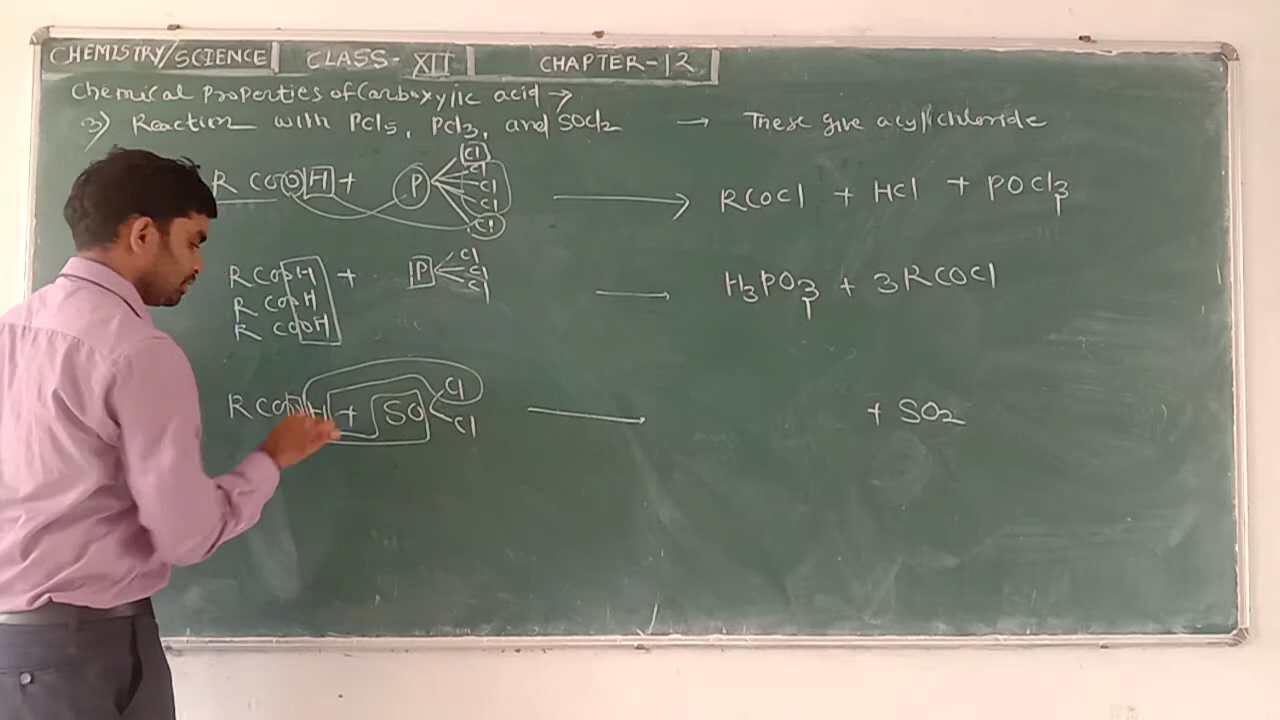 CHEMISTRY/SCIENCE | CLASS-XII | CHAPTER-12
Chemical Properties of Carboxylic acid →
3) Reaction with PCl5, PCl3, and SOCl2 → These give acyl chloride
R COOH + P Cl Cl Cl Cl Cl → RCOCl + HCl + POCl3
RCOOH + P Cl Cl Cl → H3PO3 + 3RCOCl
R COOH
R COOH
RCOOH + SO Cl Cl → + SO2